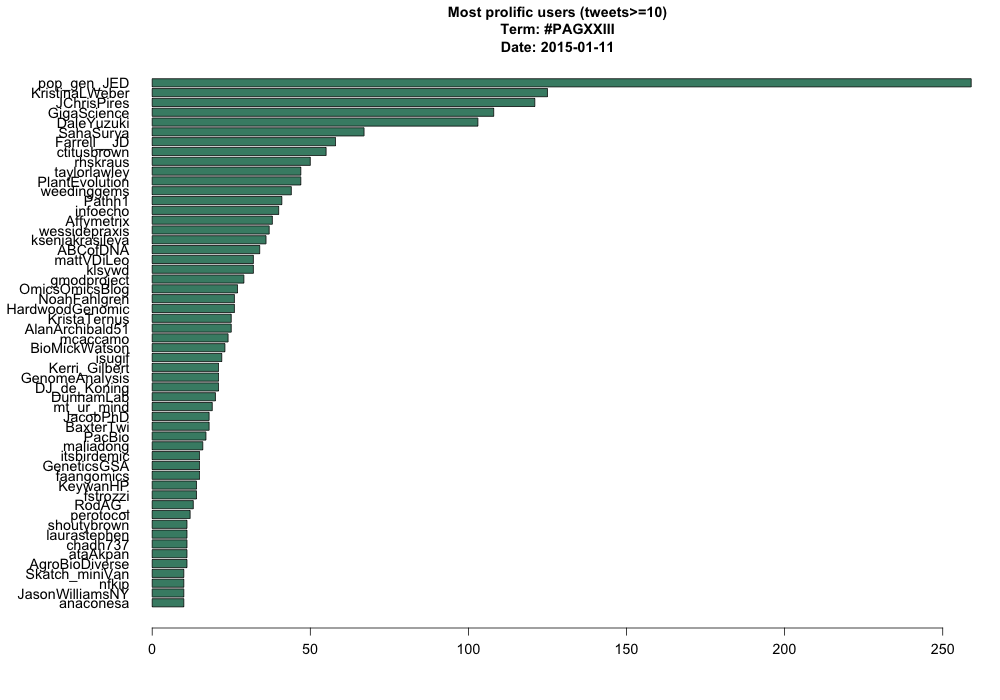 Most prolific users (tweets>=10)
Term: #PAGXXIII
Date: 2015-01-11
pop_gen_JED
KristinaLWeber
JChrisPires
GigaScience
DaleYuzuki
SahaSurya
Farrell__JD
ctitusbrown
rhskraus
taylorlawley
PlantEvolution
weedinggems
Pathh1
infoecho
Affymetrix
wessidepraxis
kseniakrasileva
ABCofDNA
mattVDiLeo
klsywd
gmodproject
OmicsOmicsBlog
NoahFahlgren
HardwoodGenomic
KristaTernus
AlanArchibald51
mcaccamo
BioMickWatson
isugif
Kerri_Gilbert
GenomeAnalysis
DJ_de_Koning
DunhamLab
mt_ur_mind
JacobPhD
BaxterTwi
PacBio
maliadong
itsbirdemic
GeneticsGSA
faangomics
KeywanHP
fstrozzi
RodAG_
perotocol
shoutybrown
laurastephen
chadn737
ataAkpan
AgroBioDiverse
Skatch_miniVan
nfkip
JasonWilliamsNY
anaconesa
0 50 100 150 200 250